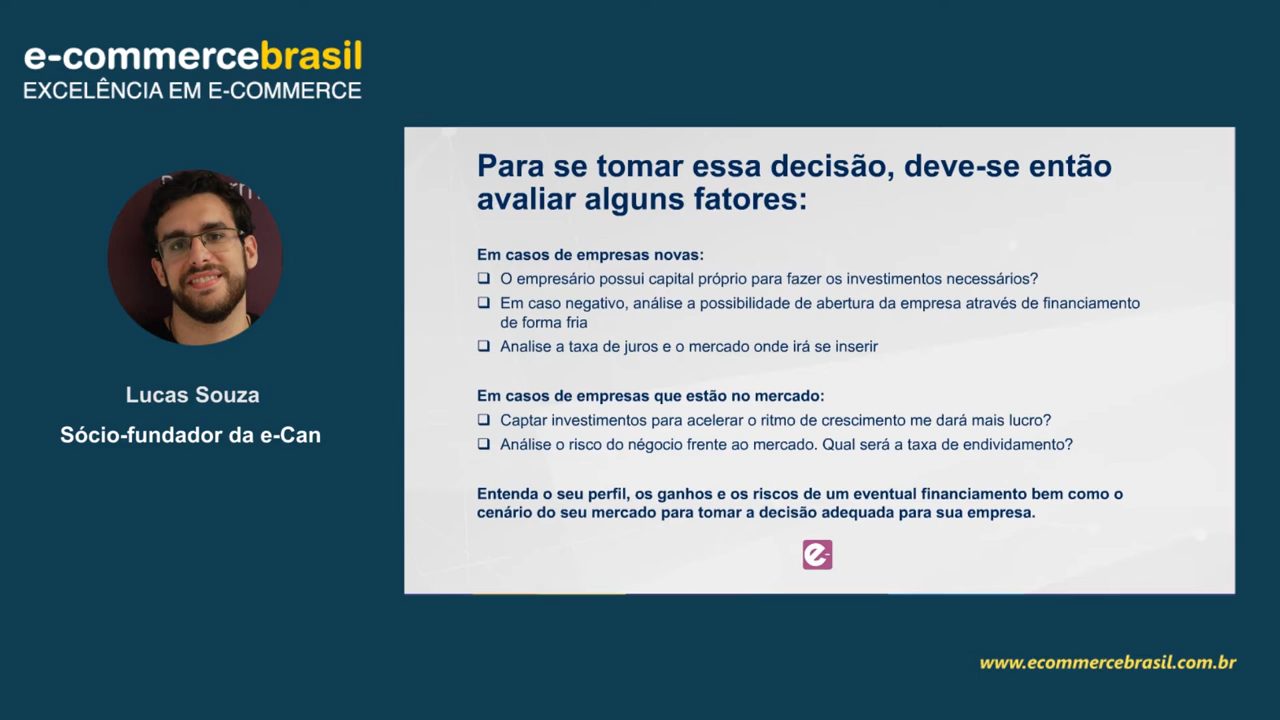 e-commercebrasil
EXCELÊNCIA EM E-COMMERCE
Lucas Souza
Sócio-fundador da e-Can
Para se tomar essa decisão, deve-se então
avaliar alguns fatores:
Em casos de empresas novas:
❑ O empresário possui capital próprio para fazer os investimentos necessários?
❑ Em caso negativo, análise a possibilidade de abertura da empresa através de financiamento
de forma fria
❑ Analise a taxa de juros e o mercado onde irá se inserir
Em casos de empresas que estão no mercado:
❑ Captar investimentos para acelerar o ritmo de crescimento me dará mais lucro?
❑ Análise o risco do négocio frente ao mercado. Qual será a taxa de endividamento?
Entenda o seu perfil, os ganhos e os riscos de um eventual financiamento bem como o
cenário do seu mercado para tomar a decisão adequada para sua empresa.
e-
www.ecommercebrasil.com.br